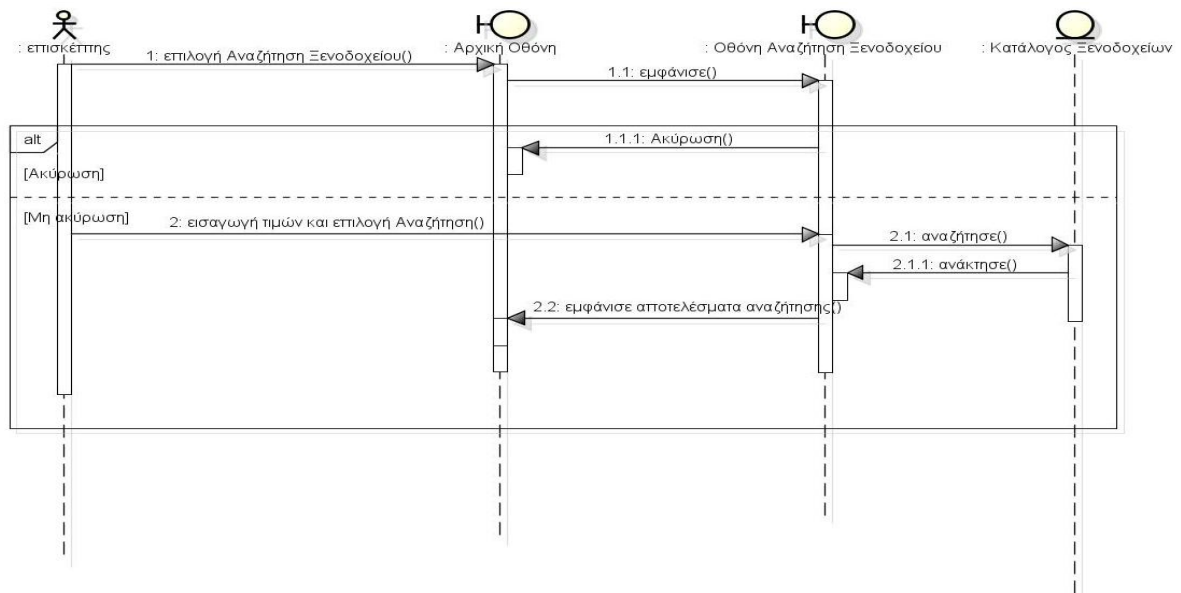 : επισκέπτης
: Αρχική Οθόνη
: Οθόνη Αναζήτηση Ξενοδοχείου
: Κατάλογος Ξενοδοχείων
1: επιλογή Αναζήτηση Ξενοδοχείου()
1.1: εμφάνισε()
alt
1.1.1: Ακύρωση()
[Ακύρωση]
[Μη ακύρωση]
2: εισαγωγή τιμών και επιλογή Αναζήτηση()
2.1: αναζήτησε()
2.1.1: ανάκτησε()
2.2: εμφάνισε αποτελέσματα αναζήτησης()